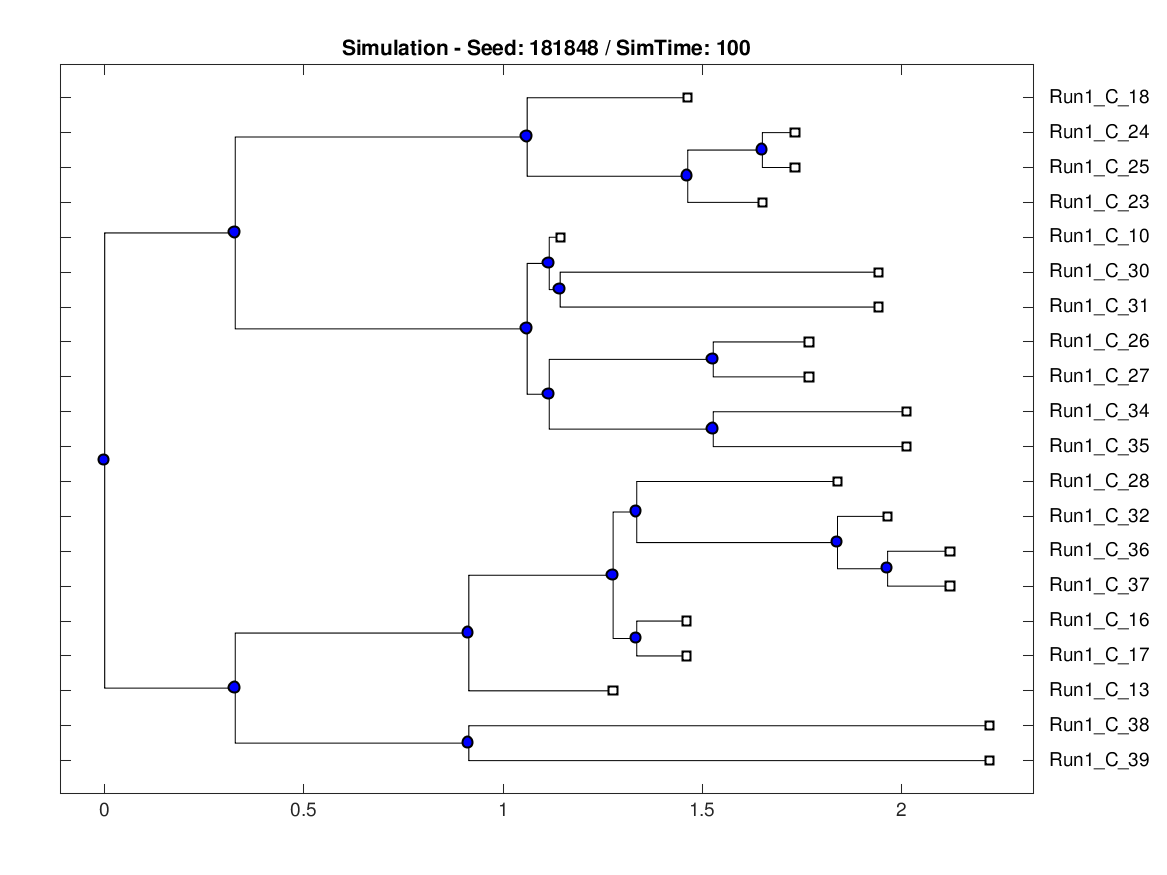 Simulation - Seed: 181848 / SimTime: 100
Run1_C_18
Run1_C_24
Run1_C_25
Run1_C_23
Run1_C_10
Run1_C_30
Run1_C_31
Run1_C_26
Run1_C_27
Run1_C_34
Run1_C_35
Run1_C_28
Run1_C_32
Run1_C_36
Run1_C_37
Run1_C_16
Run1_C_17
Run1_C_13
Run1_C_38
Run1_C_39
0 0.5 1 1.5 2